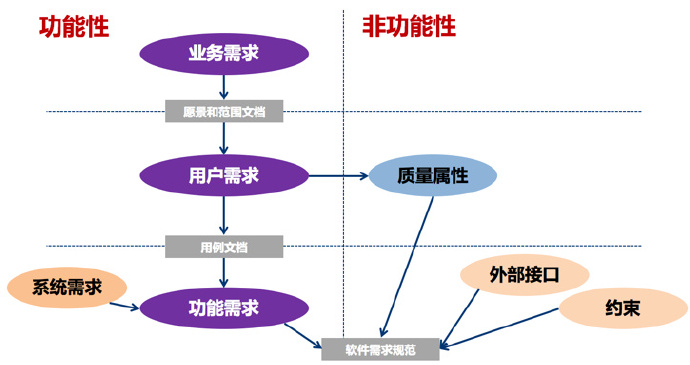 功能性
非功能性
业务需求
愿景和范围文档
用户需求
质量属性
用例文档
系统需求
功能需求
外部接口
约束
软件需求规范